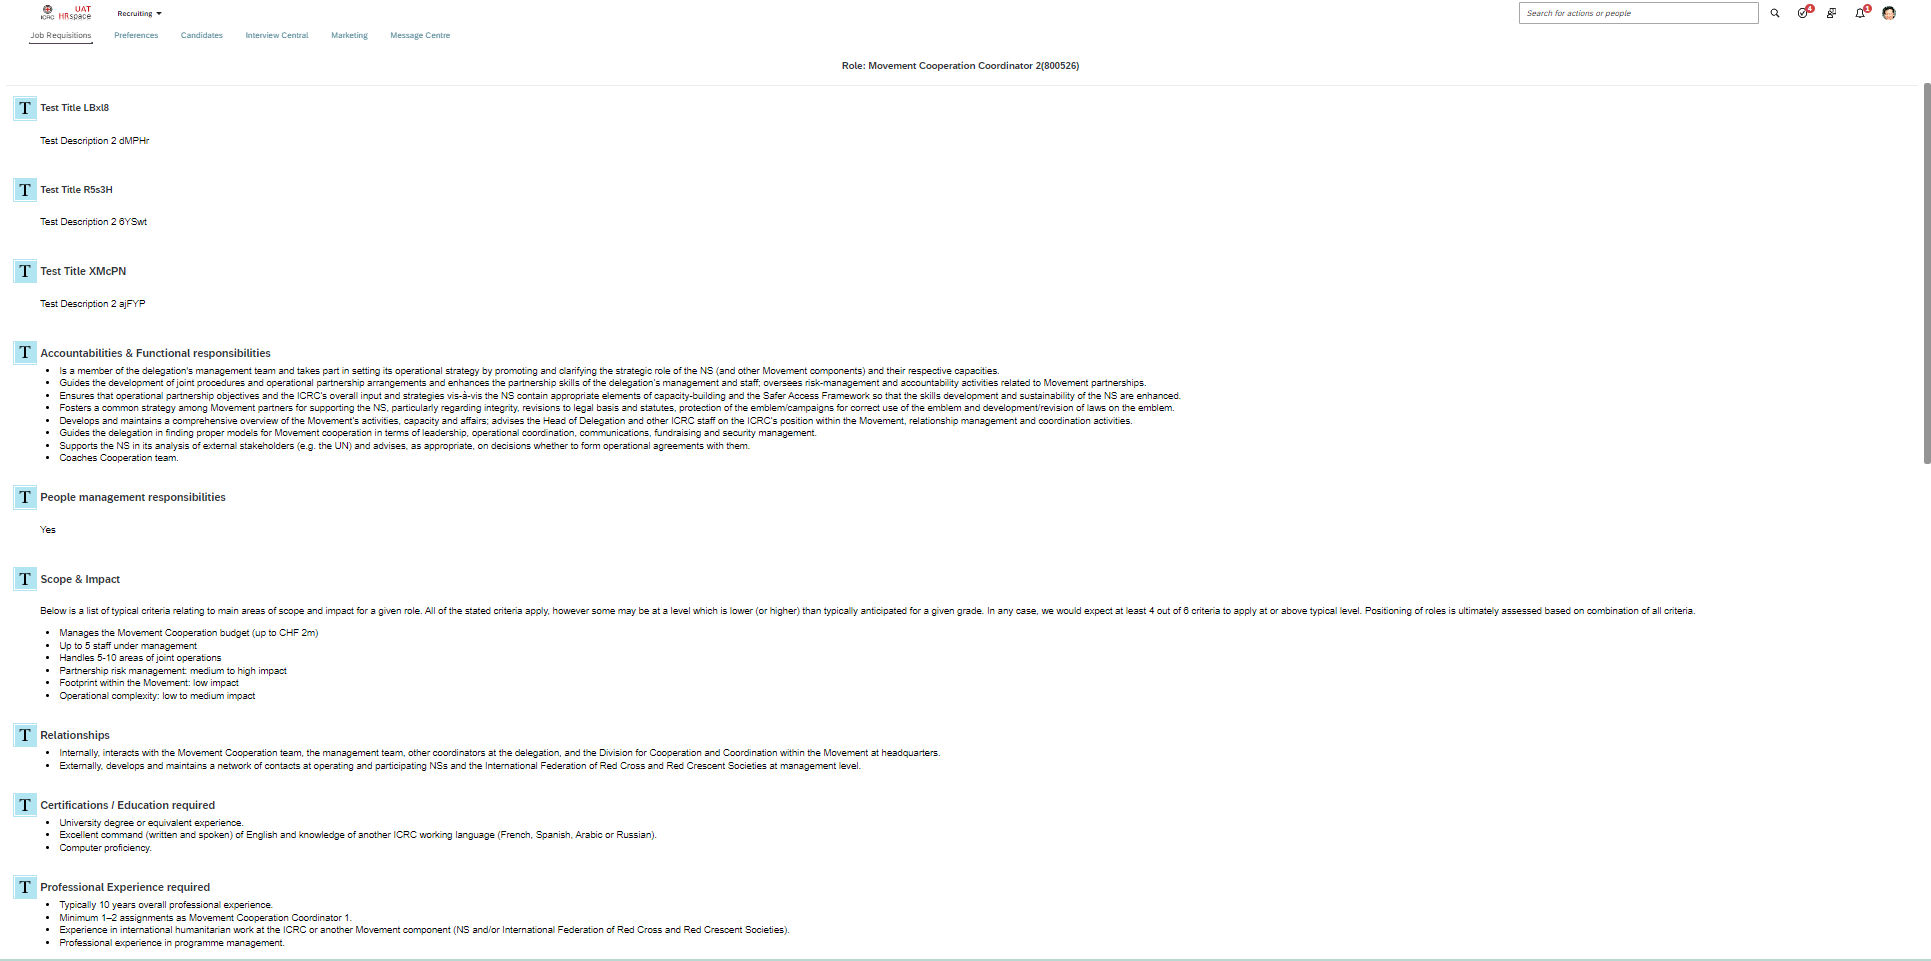 UAT
ICRC HRspace
Recruiting
Search for actions or people
4
1
Job Requisitions
Preferences
Candidates
Interview Central
Marketing
Message Centre
Role: Movement Cooperation Coordinator 2(800526)
T Test Title LBxl8
Test Description 2 dMPHr
T Test Title R5s3H
Test Description 2 6YSwt
T Test Title XMcPN
Test Description 2 ajFYP
T Accountabilities & Functional responsibilities
• Is a member of the delegation's management team and takes part in setting its operational strategy by promoting and clarifying the strategic role of the NS (and other Movement components) and their respective capacities.
• Guides the development of joint procedures and operational partnership arrangements and enhances the partnership skills of the delegation's management and staff; oversees risk-management and accountability activities related to Movement partnerships.
• Ensures that operational partnership objectives and the ICRC's overall input and strategies vis-à-vis the NS contain appropriate elements of capacity-building and the Safer Access Framework so that the skills development and sustainability of the NS are enhanced.
• Fosters a common strategy among Movement partners for supporting the NS, particularly regarding integrity, revisions to legal basis and statutes, protection of the emblem/campaigns for correct use of the emblem and development/revision of laws on the emblem.
• Develops and maintains a comprehensive overview of the Movement's activities, capacity and affairs; advises the Head of Delegation and other ICRC staff on the ICRC's position within the Movement, relationship management and coordination activities.
• Guides the delegation in finding proper models for Movement cooperation in terms of leadership, operational coordination, communications, fundraising and security management.
• Supports the NS in its analysis of external stakeholders (e.g. the UN) and advises, as appropriate, on decisions whether to form operational agreements with them.
• Coaches Cooperation team.
T People management responsibilities
Yes
T Scope & Impact
Below is a list of typical criteria relating to main areas of scope and impact for a given role. All of the stated criteria apply, however some may be at a level which is lower (or higher) than typically anticipated for a given grade. In any case, we would expect at least 4 out of 6 criteria to apply at or above typical level. Positioning of roles is ultimately assessed based on combination of all criteria.
• Manages the Movement Cooperation budget (up to CHF 2m)
• Up to 5 staff under management
• Handles 5-10 areas of joint operations
• Partnership risk management: medium to high impact
• Footprint within the Movement: low impact
• Operational complexity: low to medium impact
T Relationships
• Internally, interacts with the Movement Cooperation team, the management team, other coordinators at the delegation, and the Division for Cooperation and Coordination within the Movement at headquarters.
• Externally, develops and maintains a network of contacts at operating and participating NSs and the International Federation of Red Cross and Red Crescent Societies at management level.
T Certifications / Education required
• University degree or equivalent experience.
• Excellent command (written and spoken) of English and knowledge of another ICRC working language (French, Spanish, Arabic or Russian).
• Computer proficiency.
T Professional Experience required
• Typically 10 years overall professional experience.
• Minimum 1–2 assignments as Movement Cooperation Coordinator 1.
• Experience in international humanitarian work at the ICRC or another Movement component (NS and/or International Federation of Red Cross and Red Crescent Societies).
• Professional experience in programme management.